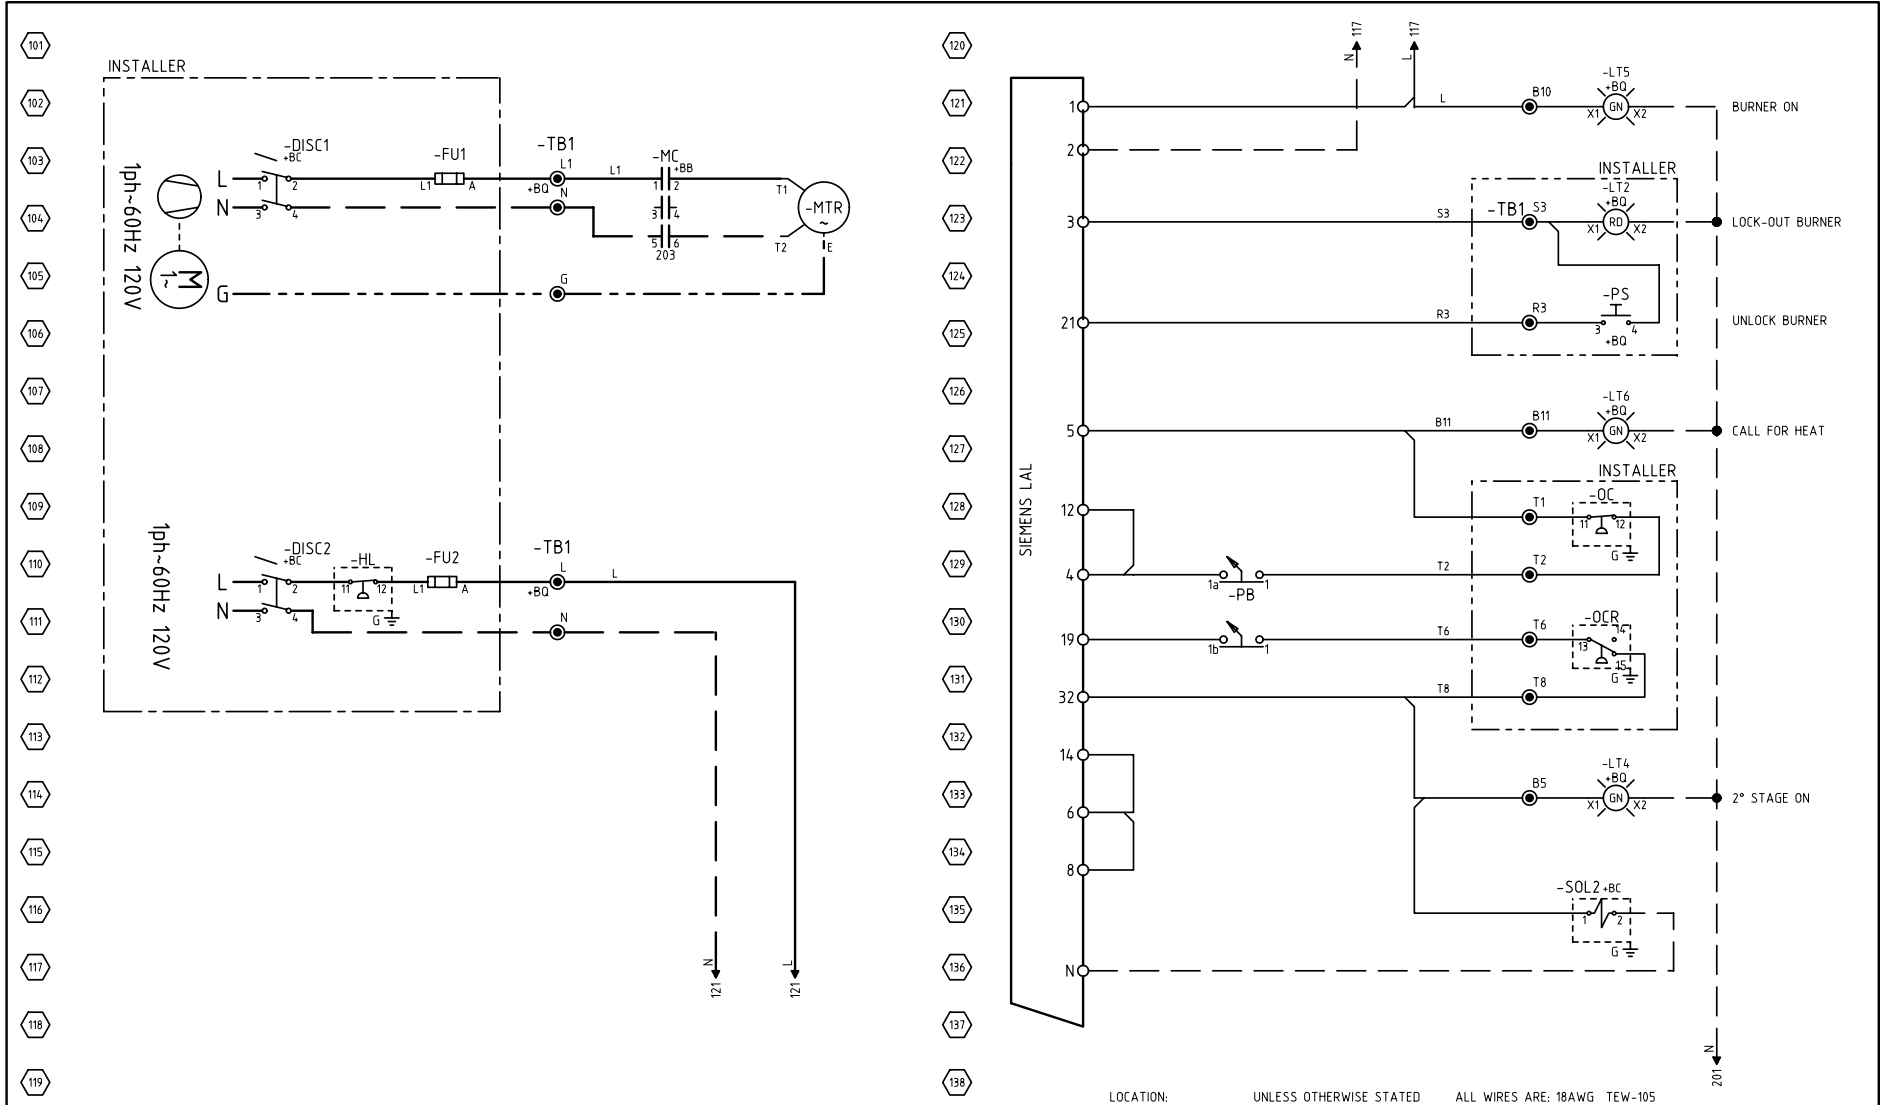 101
102
103
104
105
106
107
108
109
110
111
112
113
114
115
116
117
118
119
INSTALLER
1ph~60Hz 120V
M
1~
L
N
G
-DISC1
+BC
1 2
3 4
-FU1
L1 A
-TB1
L1
+BQ
N
G
L1
-MC
+BB
1 2
3 4
5 6
203
T1
T2
-MTR
~
E
1ph~60Hz 120V
L
N
-DISC2
+BC
1 2
3 4
-HL
11 12
G
-FU2
L1 A
-TB1
L
+BQ
N
L
N
121
L
121
120
121
122
123
124
125
126
127
128
129
130
131
132
133
134
135
136
137
138
SIEMENS LAL
N 117
L 117
1
L
B10
-LT5
+BQ
X1 GN X2
BURNER ON
2
INSTALLER
3
S3
-TB1
S3
-LT2
+BQ
X1 RD X2
LOCK-OUT BURNER
21
R3
R3
-PS
3 4
+BQ
UNLOCK BURNER
5
B11
B11
-LT6
+BQ
X1 GN X2
CALL FOR HEAT
INSTALLER
12
T1
-OC
11 12
G
4
1a 1
-PB
T2
T2
19
1b 1
T6
T6
-OCR
14
13
15
G
32
T8
T8
14
6
B5
-LT4
+BQ
X1 GN X2
2° STAGE ON
8
-SOL2 +BC
1 2
G
N
N
201
LOCATION:
UNLESS OTHERWISE STATED
ALL WIRES ARE: 18AWG TEW-105